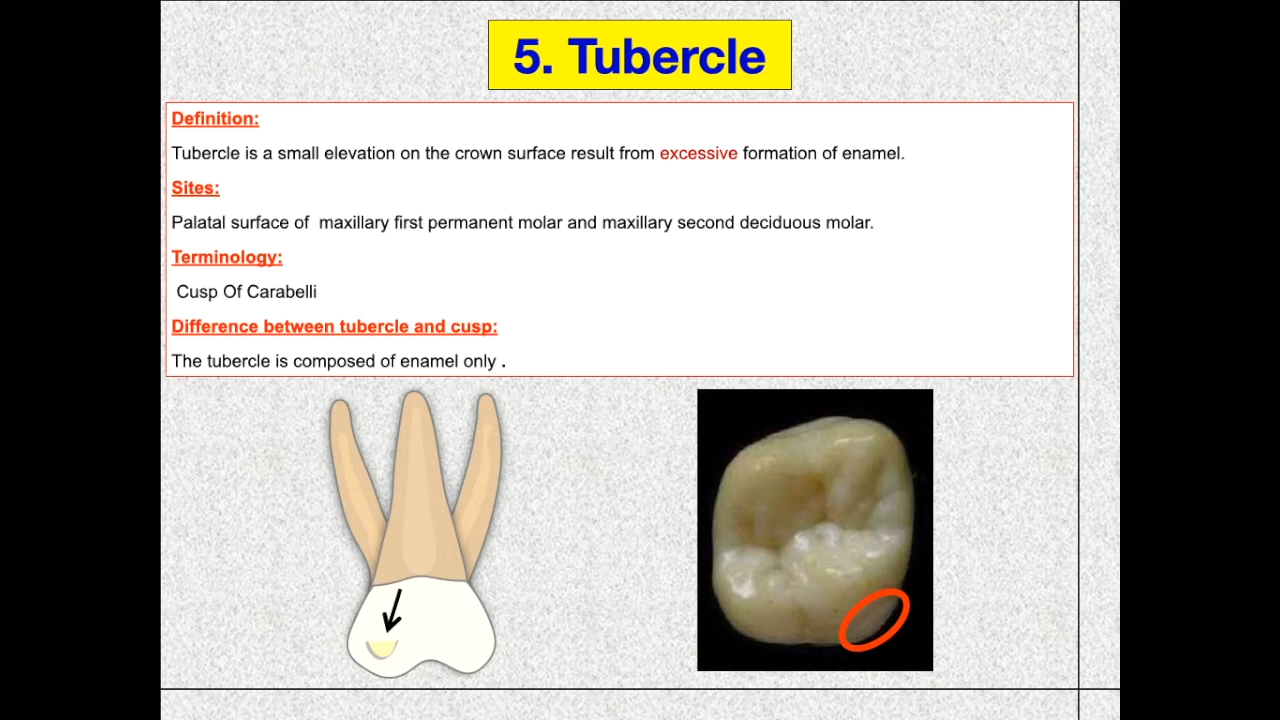 5. Tubercle
Definition:
Tubercle is a small elevation on the crown surface result from excessive formation of enamel.
Sites:
Palatal surface of  maxillary first permanent molar and maxillary second deciduous molar.
Terminology:
Cusp Of Carabelli
Difference between tubercle and cusp:
The tubercle is composed of enamel only .